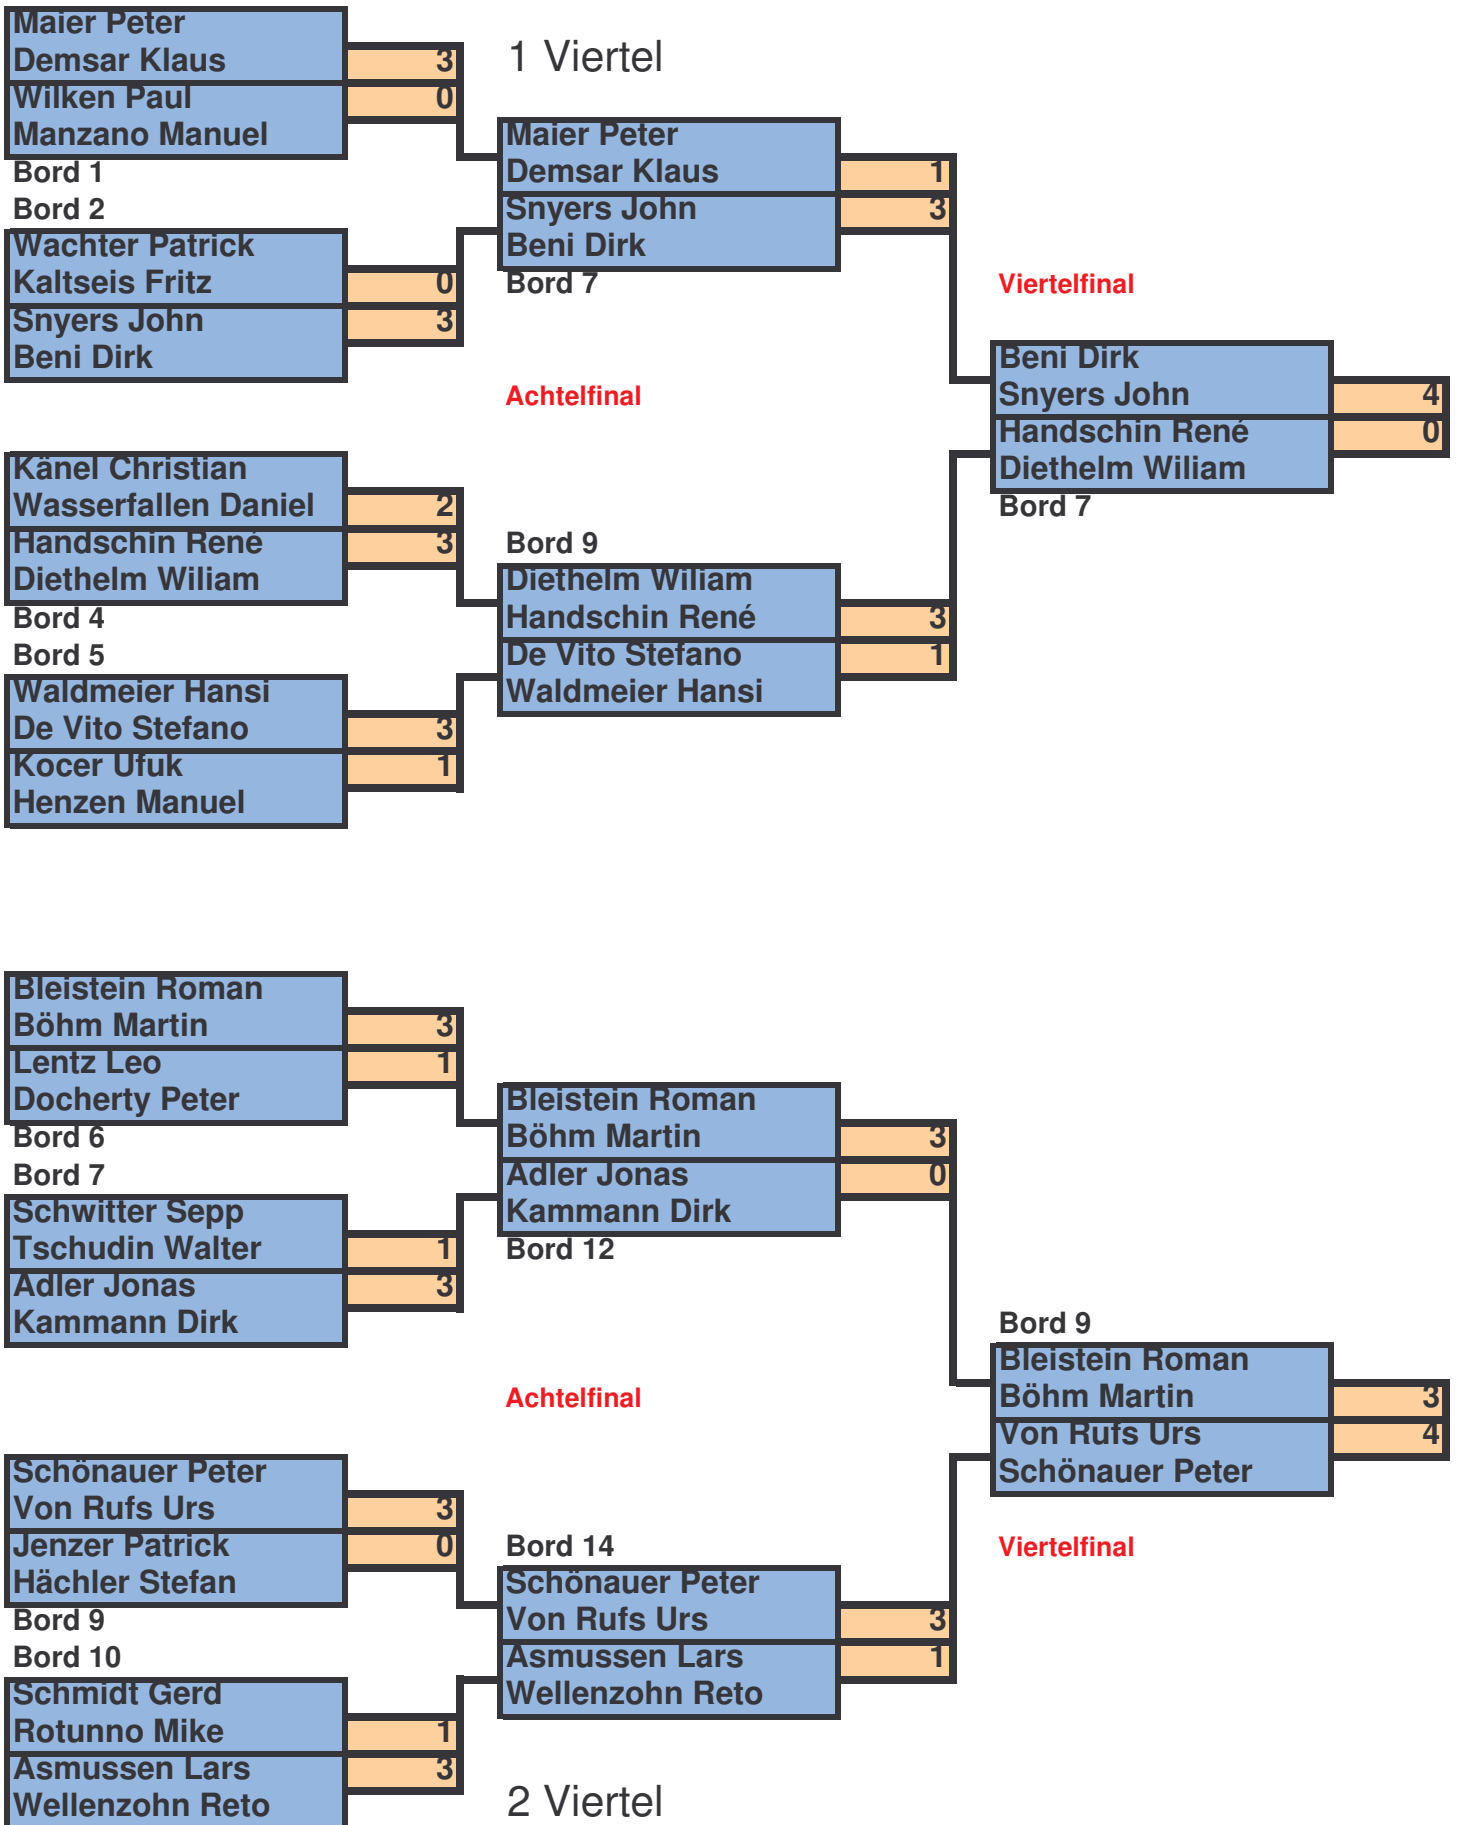 Maier Peter
Demsar Klaus 3
Wilken Paul 0
Manzano Manuel
Bord 1
Bord 2
Wachter Patrick
Kaltseis Fritz 0
Snyers John 3
Beni Dirk
1 Viertel
Maier Peter
Demsar Klaus 1
Snyers John 3
Beni Dirk
Bord 7
Achtelfinal
Känel Christian
Wasserfallen Daniel 2
Handschin René 3
Diethelm Wiliam
Bord 4
Bord 5
Waldmeier Hansi
De Vito Stefano 3
Kocer Ufuk 1
Henzen Manuel
Bord 9
Diethelm Wiliam
Handschin René 3
De Vito Stefano 1
Waldmeier Hansi
Viertelfinal
Beni Dirk
Snyers John 4
Handschin René 0
Diethelm Wiliam
Bord 7
Bleistein Roman
Böhm Martin 3
Lentz Leo 1
Docherty Peter
Bord 6
Bord 7
Schwitter Sepp
Tschudin Walter 1
Adler Jonas 3
Kammann Dirk
Bleistein Roman
Böhm Martin 3
Adler Jonas 0
Kammann Dirk
Bord 12
Achtelfinal
Schönauer Peter
Von Rufs Urs 3
Jenzer Patrick 0
Hächler Stefan
Bord 9
Bord 10
Schmidt Gerd
Rotunno Mike 1
Asmussen Lars 3
Wellenzohn Reto
Bord 14
Schönauer Peter
Von Rufs Urs 3
Asmussen Lars 1
Wellenzohn Reto
2 Viertel
Bord 9
Bleistein Roman
Böhm Martin 3
Von Rufs Urs 4
Schönauer Peter
Viertelfinal